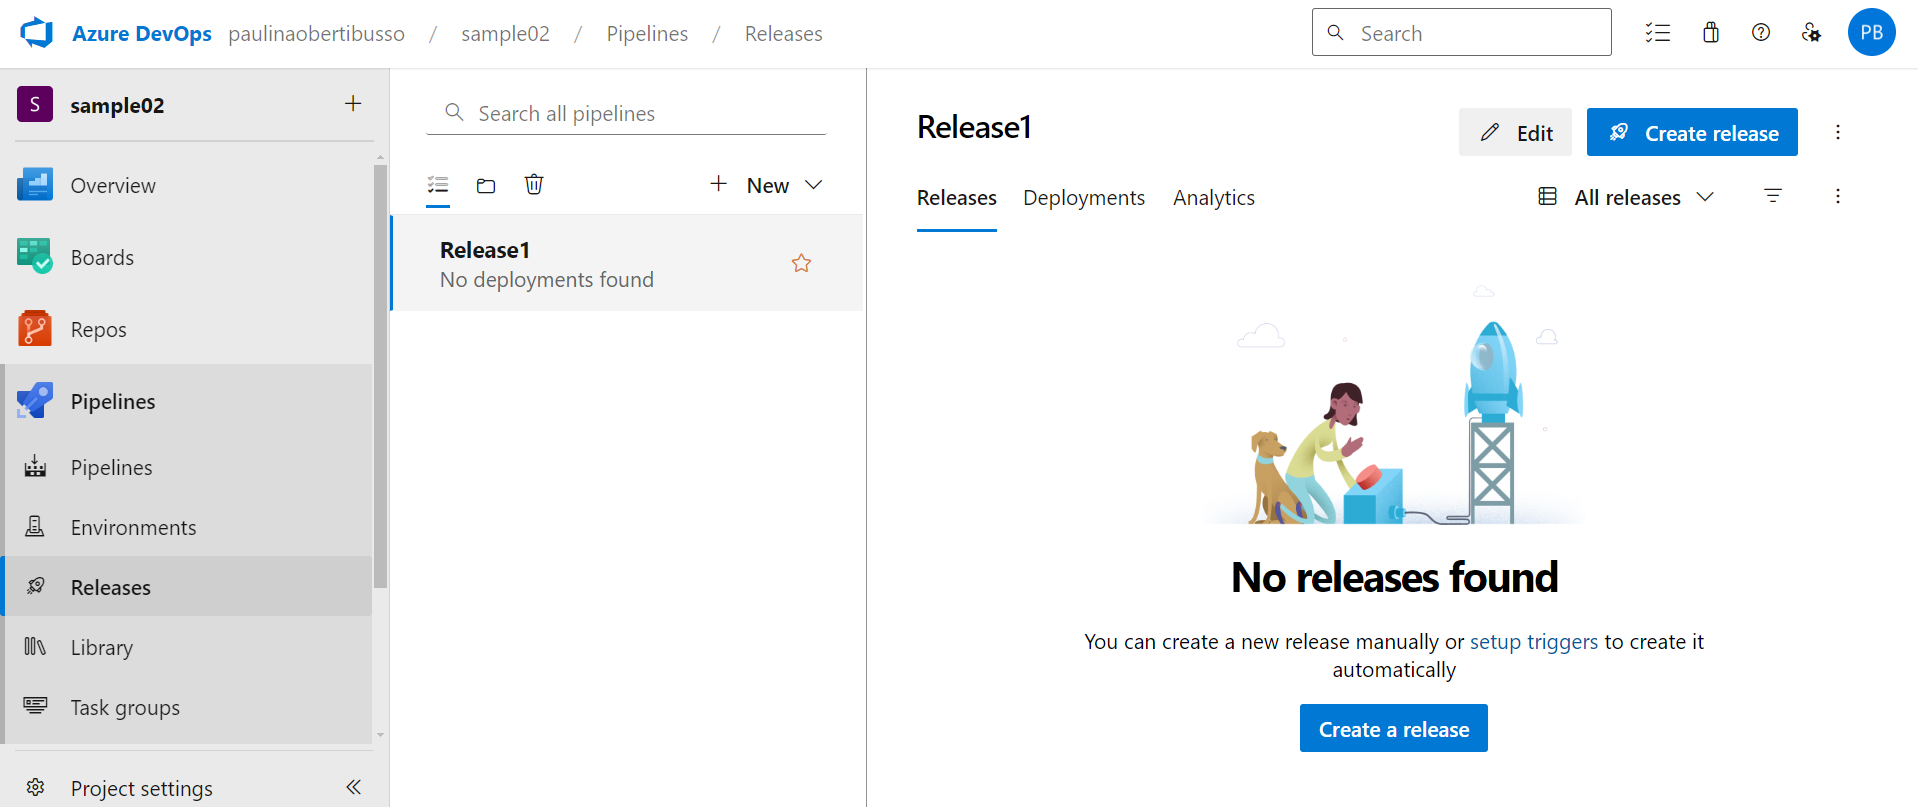 Azure DevOps paulinaobertibusso / sample02 / Pipelines / Releases
Search
PB
S sample02
Overview
Boards
Repos
Pipelines
Pipelines
Environments
Releases
Library
Task groups
Project settings
Search all pipelines
New
Release1
No deployments found
Release1
Edit
Create release
Releases Deployments Analytics
All releases
No releases found
You can create a new release manually or setup triggers to create it
automatically
Create a release